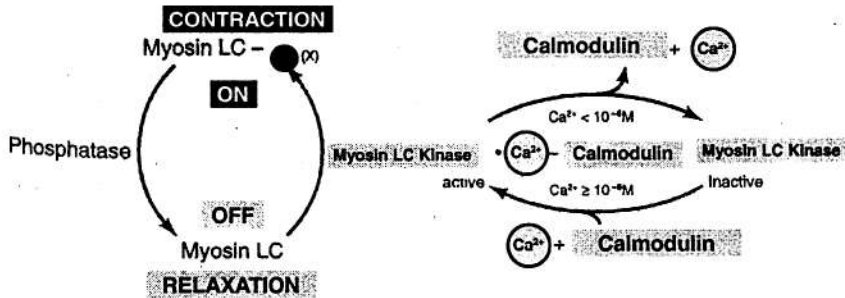 CONTRACTION
Myosin LC – (X)
ON
Phosphatase
OFF
Myosin LC
RELAXATION
Calmodulin + Ca²⁺
Ca²⁺ < 10⁻⁴M
Myosin LC Kinase • Ca²⁺ – Calmodulin Myosin LC Kinase
active Inactive
Ca²⁺ ≥ 10⁻⁶M
Ca²⁺ + Calmodulin